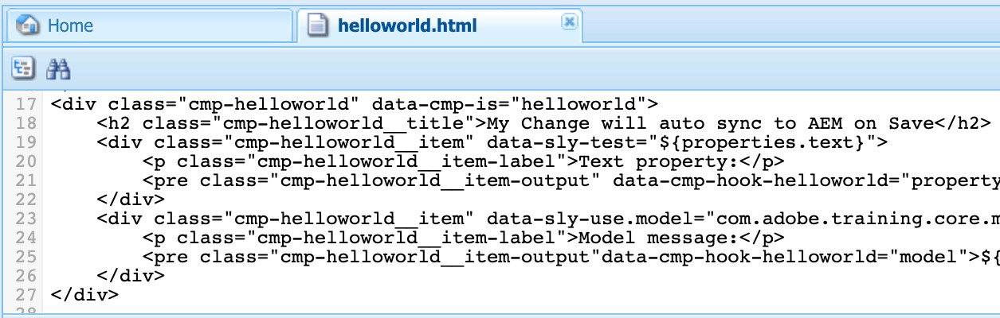 Home
helloworld.html
17 <div class="cmp-helloworld" data-cmp-is="helloworld">
18     <h2 class="cmp-helloworld__title">My Change will auto sync to AEM on Save</h2>
19     <div class="cmp-helloworld__item" data-sly-test="${properties.text}">
20         <p class="cmp-helloworld__item-label">Text property:</p>
21         <pre class="cmp-helloworld__item-output" data-cmp-hook-helloworld="property
22     </div>
23     <div class="cmp-helloworld__item" data-sly-use.model="com.adobe.training.core.m
24         <p class="cmp-helloworld__item-label">Model message:</p>
25         <pre class="cmp-helloworld__item-output"data-cmp-hook-helloworld="model">${
26     </div>
27 </div>
28